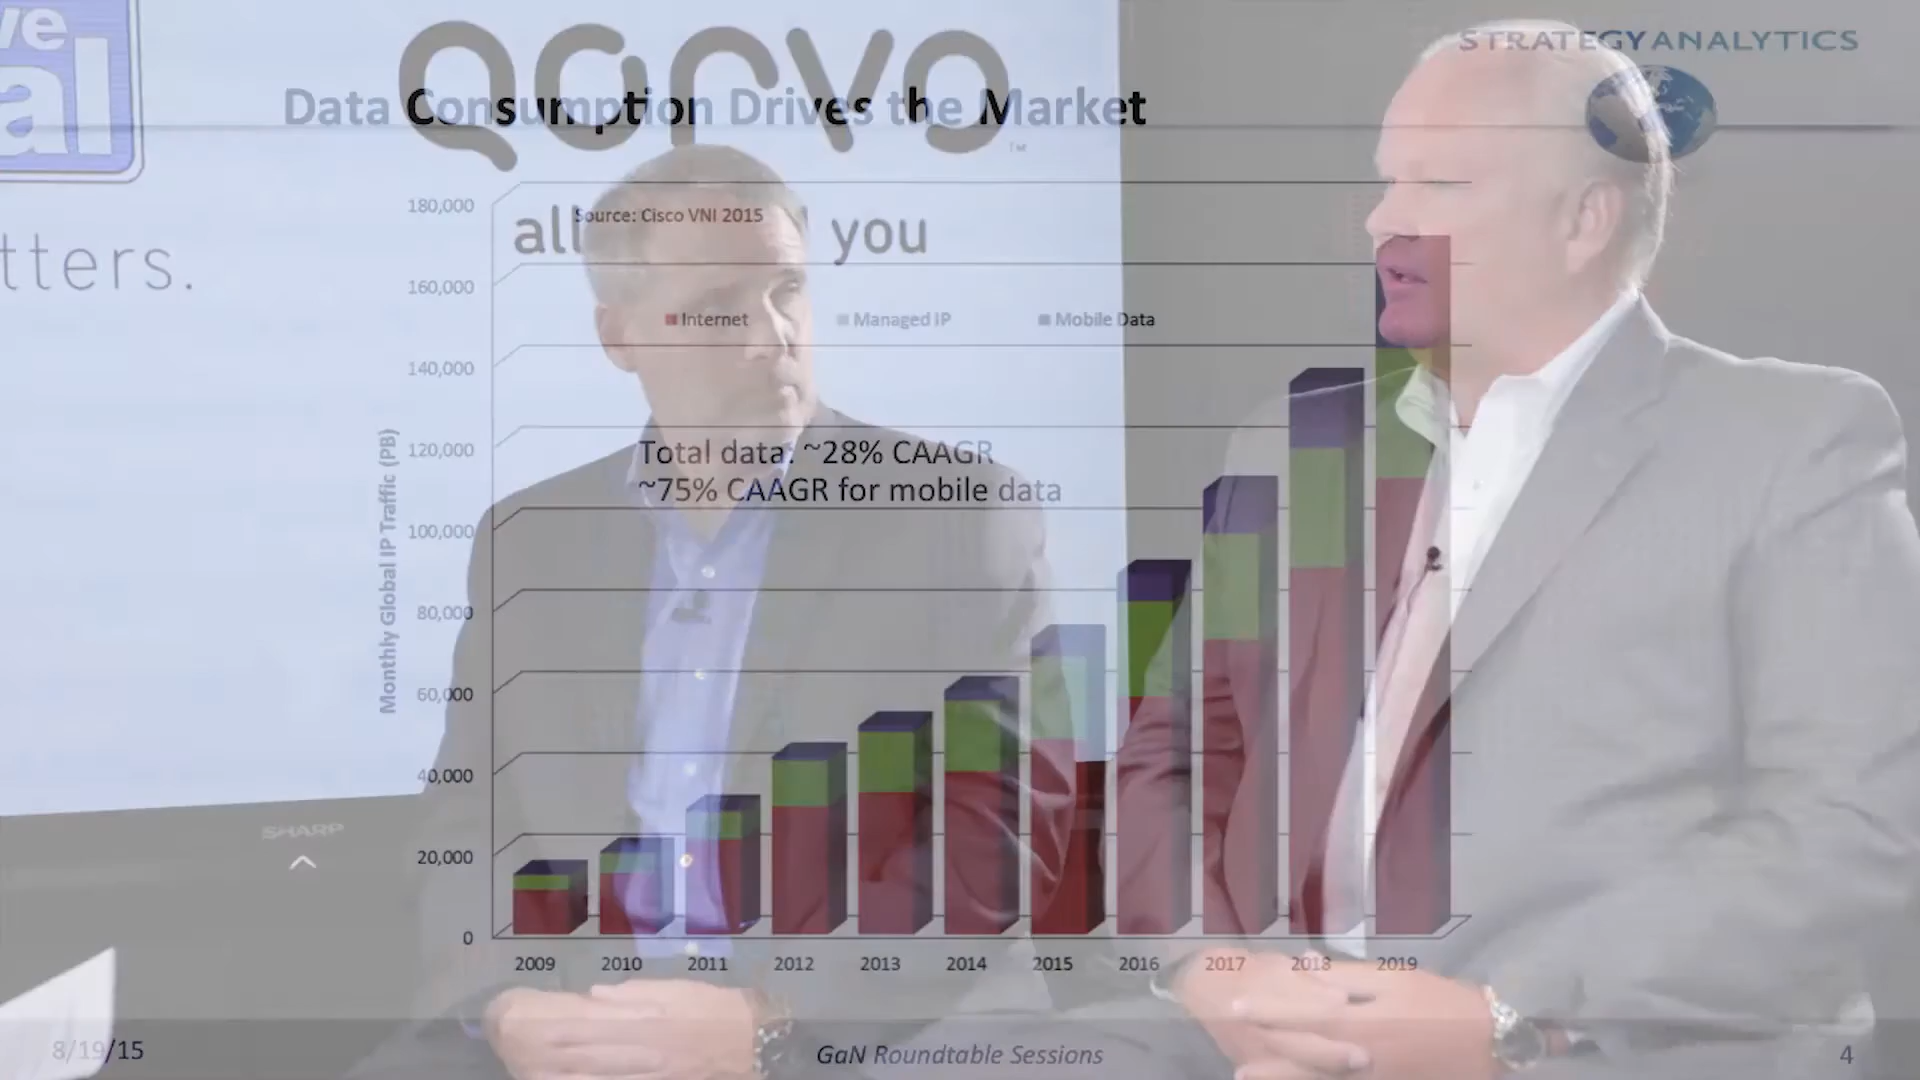 ve
al
tters.
Qorvo
TM
all
you
STRATEGY ANALYTICS
Data Consumption Drives the Market
Source: Cisco VNI 2015
Internet
Managed IP
Mobile Data
Total data: ~28% CAAGR
~75% CAAGR for mobile data
Monthly Global IP Traffic (PB)
180,000
160,000
140,000
120,000
100,000
80,000
60,000
40,000
20,000
0
2009 2010 2011 2012 2013 2014 2015 2016 2017 2018 2019
SHARP
8/19/15
GaN Roundtable Sessions
4